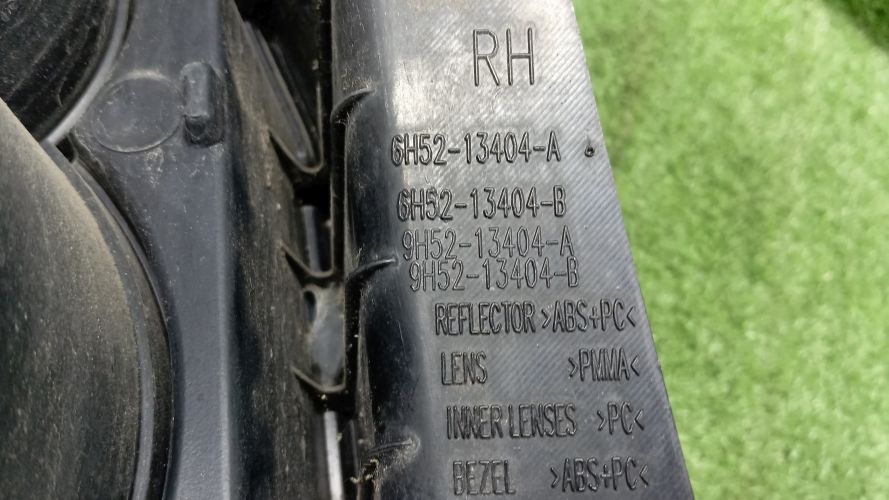 RH
6H52-13404-A
6H52-13404-B
9H52-13404-A
9H52-13404-B
REFLECTOR >ABS+PC<
LENS >PMMA<
INNER LENSES >PC<
BEZEL >ABS+PC<